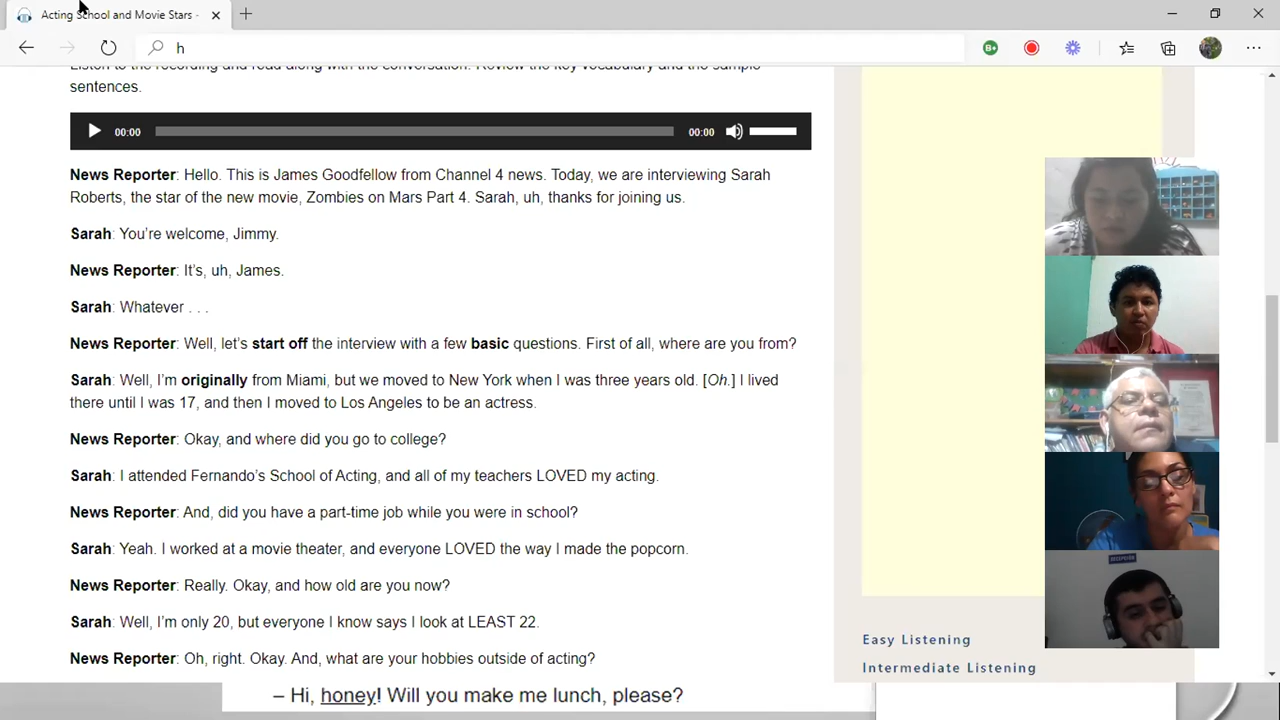 Acting School and Movie Stars -
h
Listen to the recording and read along with the conversation. Review the key vocabulary and the sample
sentences.
00:00 00:00
News Reporter: Hello. This is James Goodfellow from Channel 4 news. Today, we are interviewing Sarah
Roberts, the star of the new movie, Zombies on Mars Part 4. Sarah, uh, thanks for joining us.
Sarah: You're welcome, Jimmy.
News Reporter: It's, uh, James.
Sarah: Whatever . . .
News Reporter: Well, let's start off the interview with a few basic questions. First of all, where are you from?
Sarah: Well, I'm originally from Miami, but we moved to New York when I was three years old. [Oh.] I lived
there until I was 17, and then I moved to Los Angeles to be an actress.
News Reporter: Okay, and where did you go to college?
Sarah: I attended Fernando's School of Acting, and all of my teachers LOVED my acting.
News Reporter: And, did you have a part-time job while you were in school?
Sarah: Yeah. I worked at a movie theater, and everyone LOVED the way I made the popcorn.
News Reporter: Really. Okay, and how old are you now?
Sarah: Well, I'm only 20, but everyone I know says I look at LEAST 22.
News Reporter: Oh, right. Okay. And, what are your hobbies outside of acting?
– Hi, honey! Will you make me lunch, please?
Easy Listening
Intermediate Listening